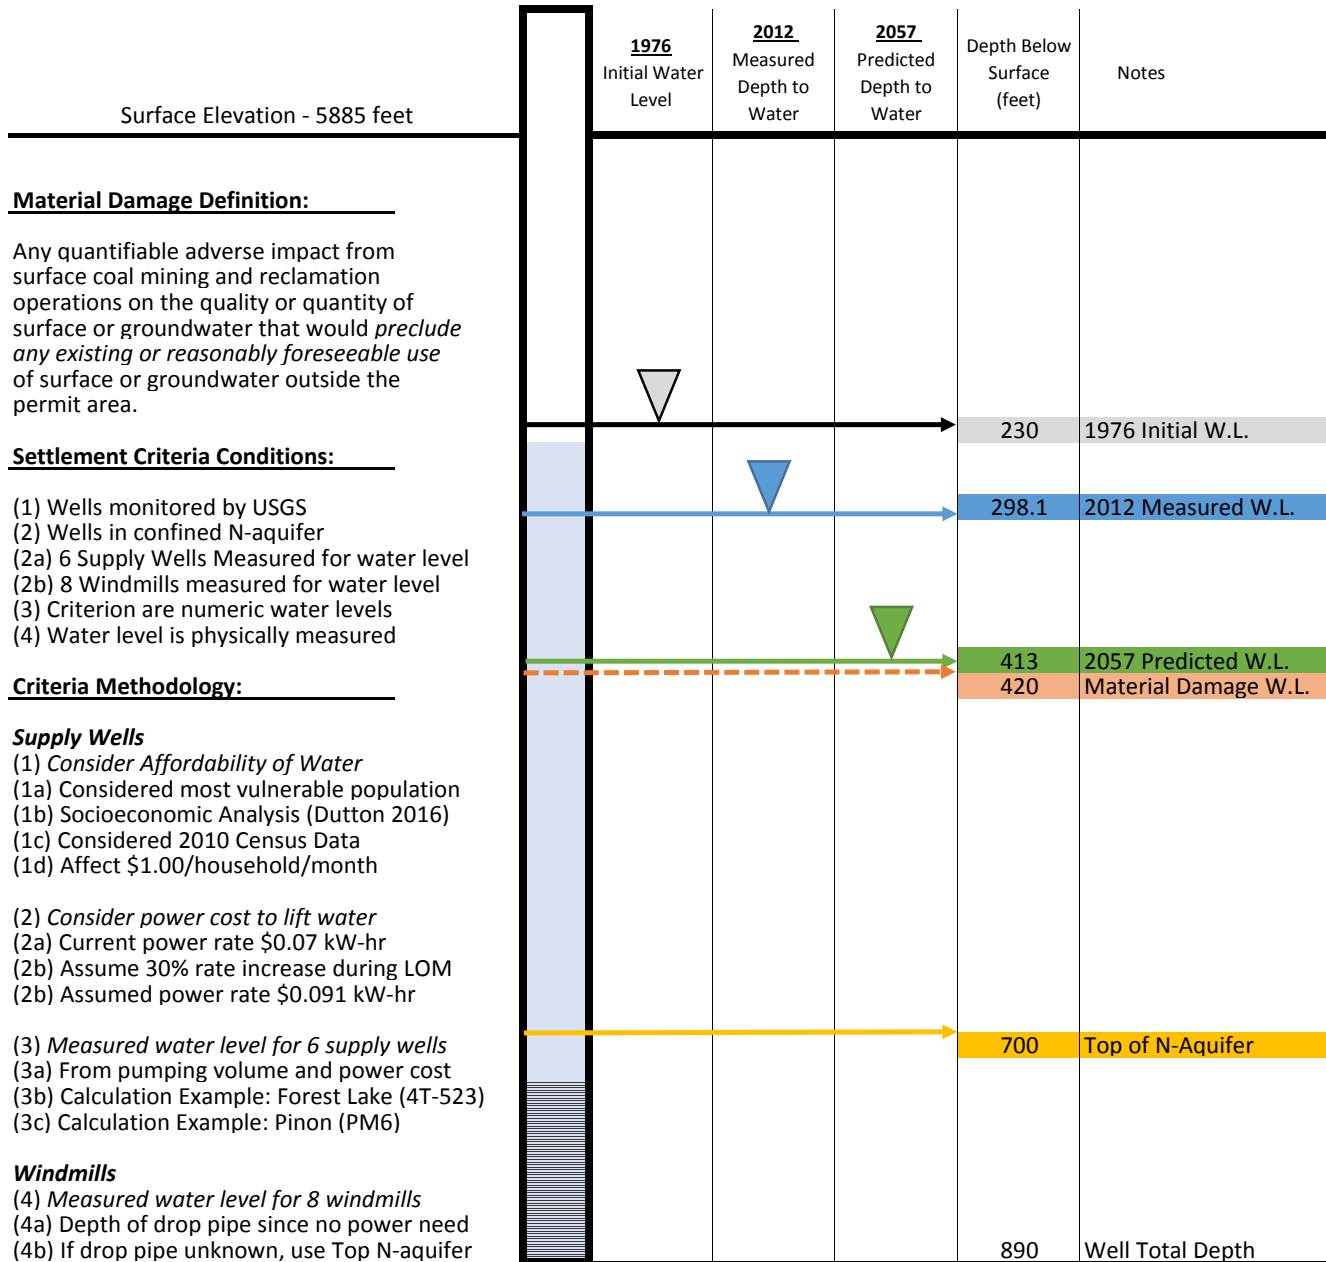 Surface Elevation - 5885 feet
1976
Initial Water
Level
2012
Measured
Depth to
Water
2057
Predicted
Depth to
Water
Depth Below
Surface
(feet)
Notes
Material Damage Definition:
Any quantifiable adverse impact from
surface coal mining and reclamation
operations on the quality or quantity of
surface or groundwater that would preclude
any existing or reasonably foreseeable use
of surface or groundwater outside the
permit area.
230 1976 Initial W.L.
Settlement Criteria Conditions:
(1) Wells monitored by USGS
298.1 2012 Measured W.L.
(2) Wells in confined N-aquifer
(2a) 6 Supply Wells Measured for water level
(2b) 8 Windmills measured for water level
(3) Criterion are numeric water levels
(4) Water level is physically measured
413 2057 Predicted W.L.
Criteria Methodology:
420 Material Damage W.L.
Supply Wells
(1) Consider Affordability of Water
(1a) Considered most vulnerable population
(1b) Socioeconomic Analysis (Dutton 2016)
(1c) Considered 2010 Census Data
(1d) Affect $1.00/household/month
(2) Consider power cost to lift water
(2a) Current power rate $0.07 kW-hr
(2b) Assume 30% rate increase during LOM
(2b) Assumed power rate $0.091 kW-hr
(3) Measured water level for 6 supply wells
700 Top of N-Aquifer
(3a) From pumping volume and power cost
(3b) Calculation Example: Forest Lake (4T-523)
(3c) Calculation Example: Pinon (PM6)
Windmills
(4) Measured water level for 8 windmills
(4a) Depth of drop pipe since no power need
(4b) If drop pipe unknown, use Top N-aquifer
890 Well Total Depth